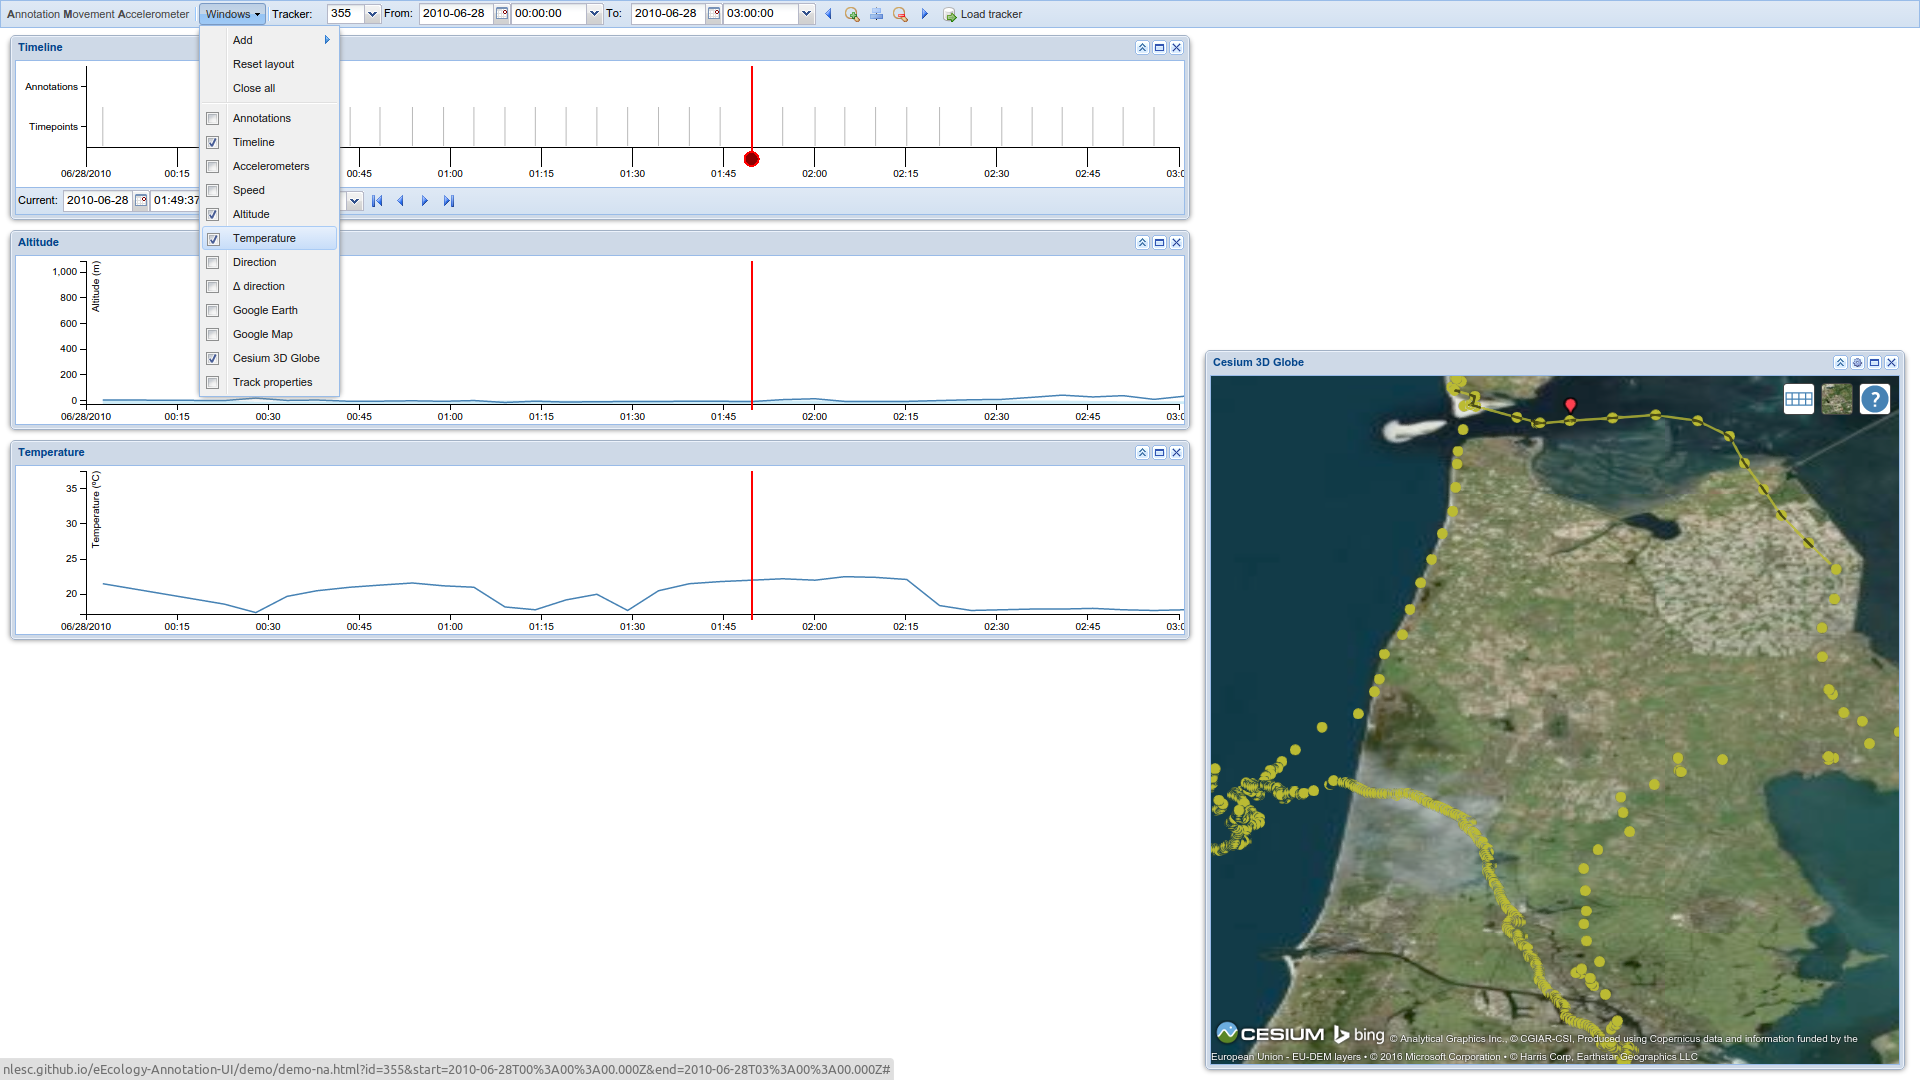 Annotation Movement Accelerometer Windows Tracker: 355 From: 2010-06-28 00:00:00 To: 2010-06-28 03:00:00 Load tracker
Add
Reset layout
Close all
Annotations
Timeline
Accelerometers
Speed
Altitude
Temperature
Direction
Δ direction
Google Earth
Google Map
Cesium 3D Globe
Track properties
Timeline
Annotations
Timepoints
06/28/2010 00:15 00:45 01:00 01:15 01:30 01:45 02:00 02:15 02:30 02:45 03:0
Current: 2010-06-28 01:49:37
Altitude
Altitude (m)
1,000
800
600
400
200
0
06/28/2010 00:15 00:30 00:45 01:00 01:15 01:30 01:45 02:00 02:15 02:30 02:45 03:0
Temperature
Temperature (°C)
35
30
25
20
06/28/2010 00:15 00:30 00:45 01:00 01:15 01:30 01:45 02:00 02:15 02:30 02:45 03:0
Cesium 3D Globe
?
CESIUM bing © Analytical Graphics Inc., © CGIAR-CSI, Produced using Copernicus data and information funded by the
European Union - EU-DEM layers • © 2016 Microsoft Corporation • © Harris Corp, Earthstar Geographics LLC
nlesc.github.io/eEcology-Annotation-UI/demo/demo-na.html?id=355&start=2010-06-28T00%3A00%3A00.000Z&end=2010-06-28T03%3A00%3A00.000Z#